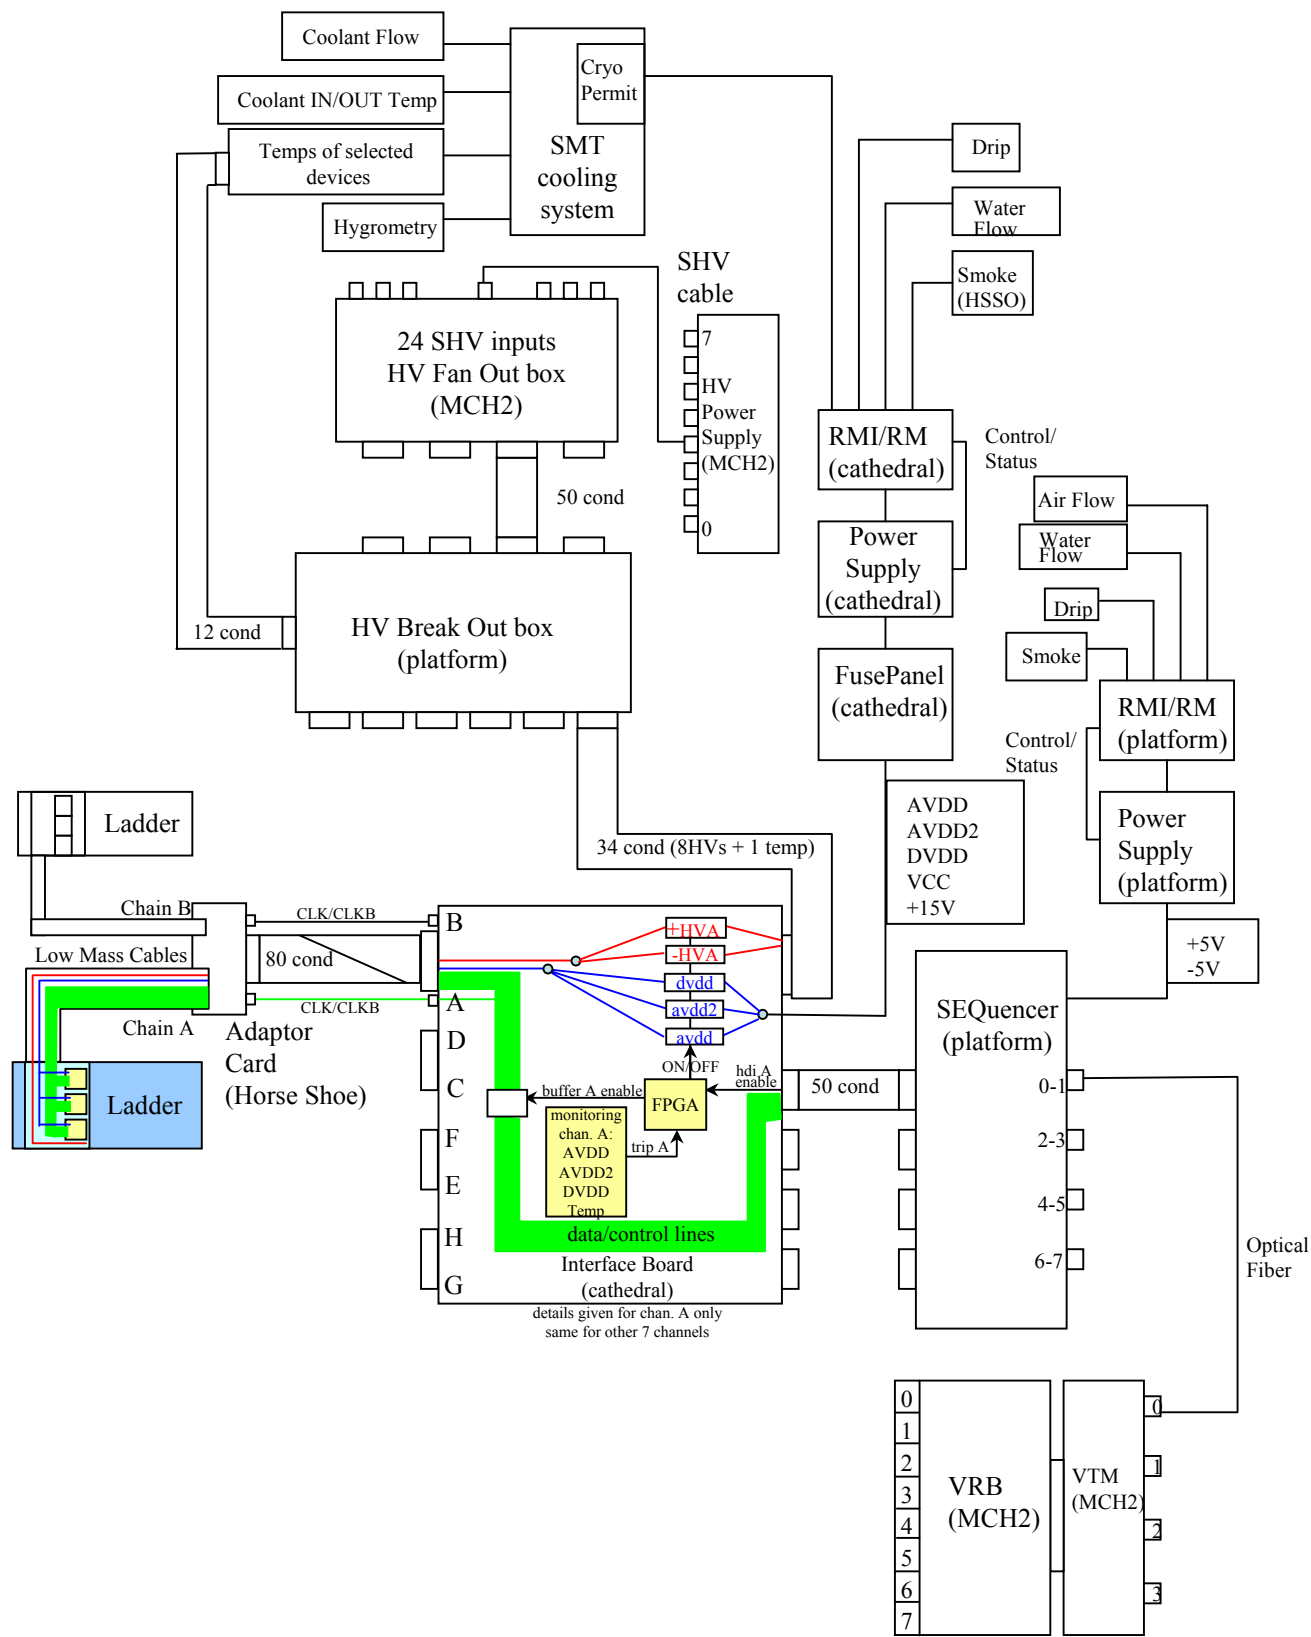 Coolant Flow
Coolant IN/OUT Temp
Temps of selected
devices
Hygrometry
Cryo
Permit
SMT
cooling
system
Drip
Water
Flow
Smoke
(HSSO)
SHV
cable
24 SHV inputs
HV Fan Out box
(MCH2)
7
HV
Power
Supply
(MCH2)
0
50 cond
RMI/RM
(cathedral)
Control/
Status
Power
Supply
(cathedral)
FusePanel
(cathedral)
Air Flow
Water
Flow
Drip
Smoke
RMI/RM
(platform)
Control/
Status
Power
Supply
(platform)
12 cond
HV Break Out box
(platform)
34 cond (8HVs + 1 temp)
AVDD
AVDD2
DVDD
VCC
+15V
+5V
-5V
Ladder
Chain B
CLK/CLKB
Low Mass Cables
80 cond
CLK/CLKB
Chain A
Adaptor
Card
(Horse Shoe)
Ladder
B
A
D
C
F
E
H
G
+HVA
-HVA
dvdd
avdd2
avdd
ON/OFF
hdi A
enable
buffer A enable
FPGA
monitoring
chan. A:
AVDD
AVDD2
DVDD
Temp
trip A
data/control lines
Interface Board
(cathedral)
details given for chan. A only
same for other 7 channels
50 cond
SEQuencer
(platform)
0-1
2-3
4-5
6-7
Optical
Fiber
0
1
2
3
4
5
6
7
VRB
(MCH2)
VTM
(MCH2)
0
1
2
3